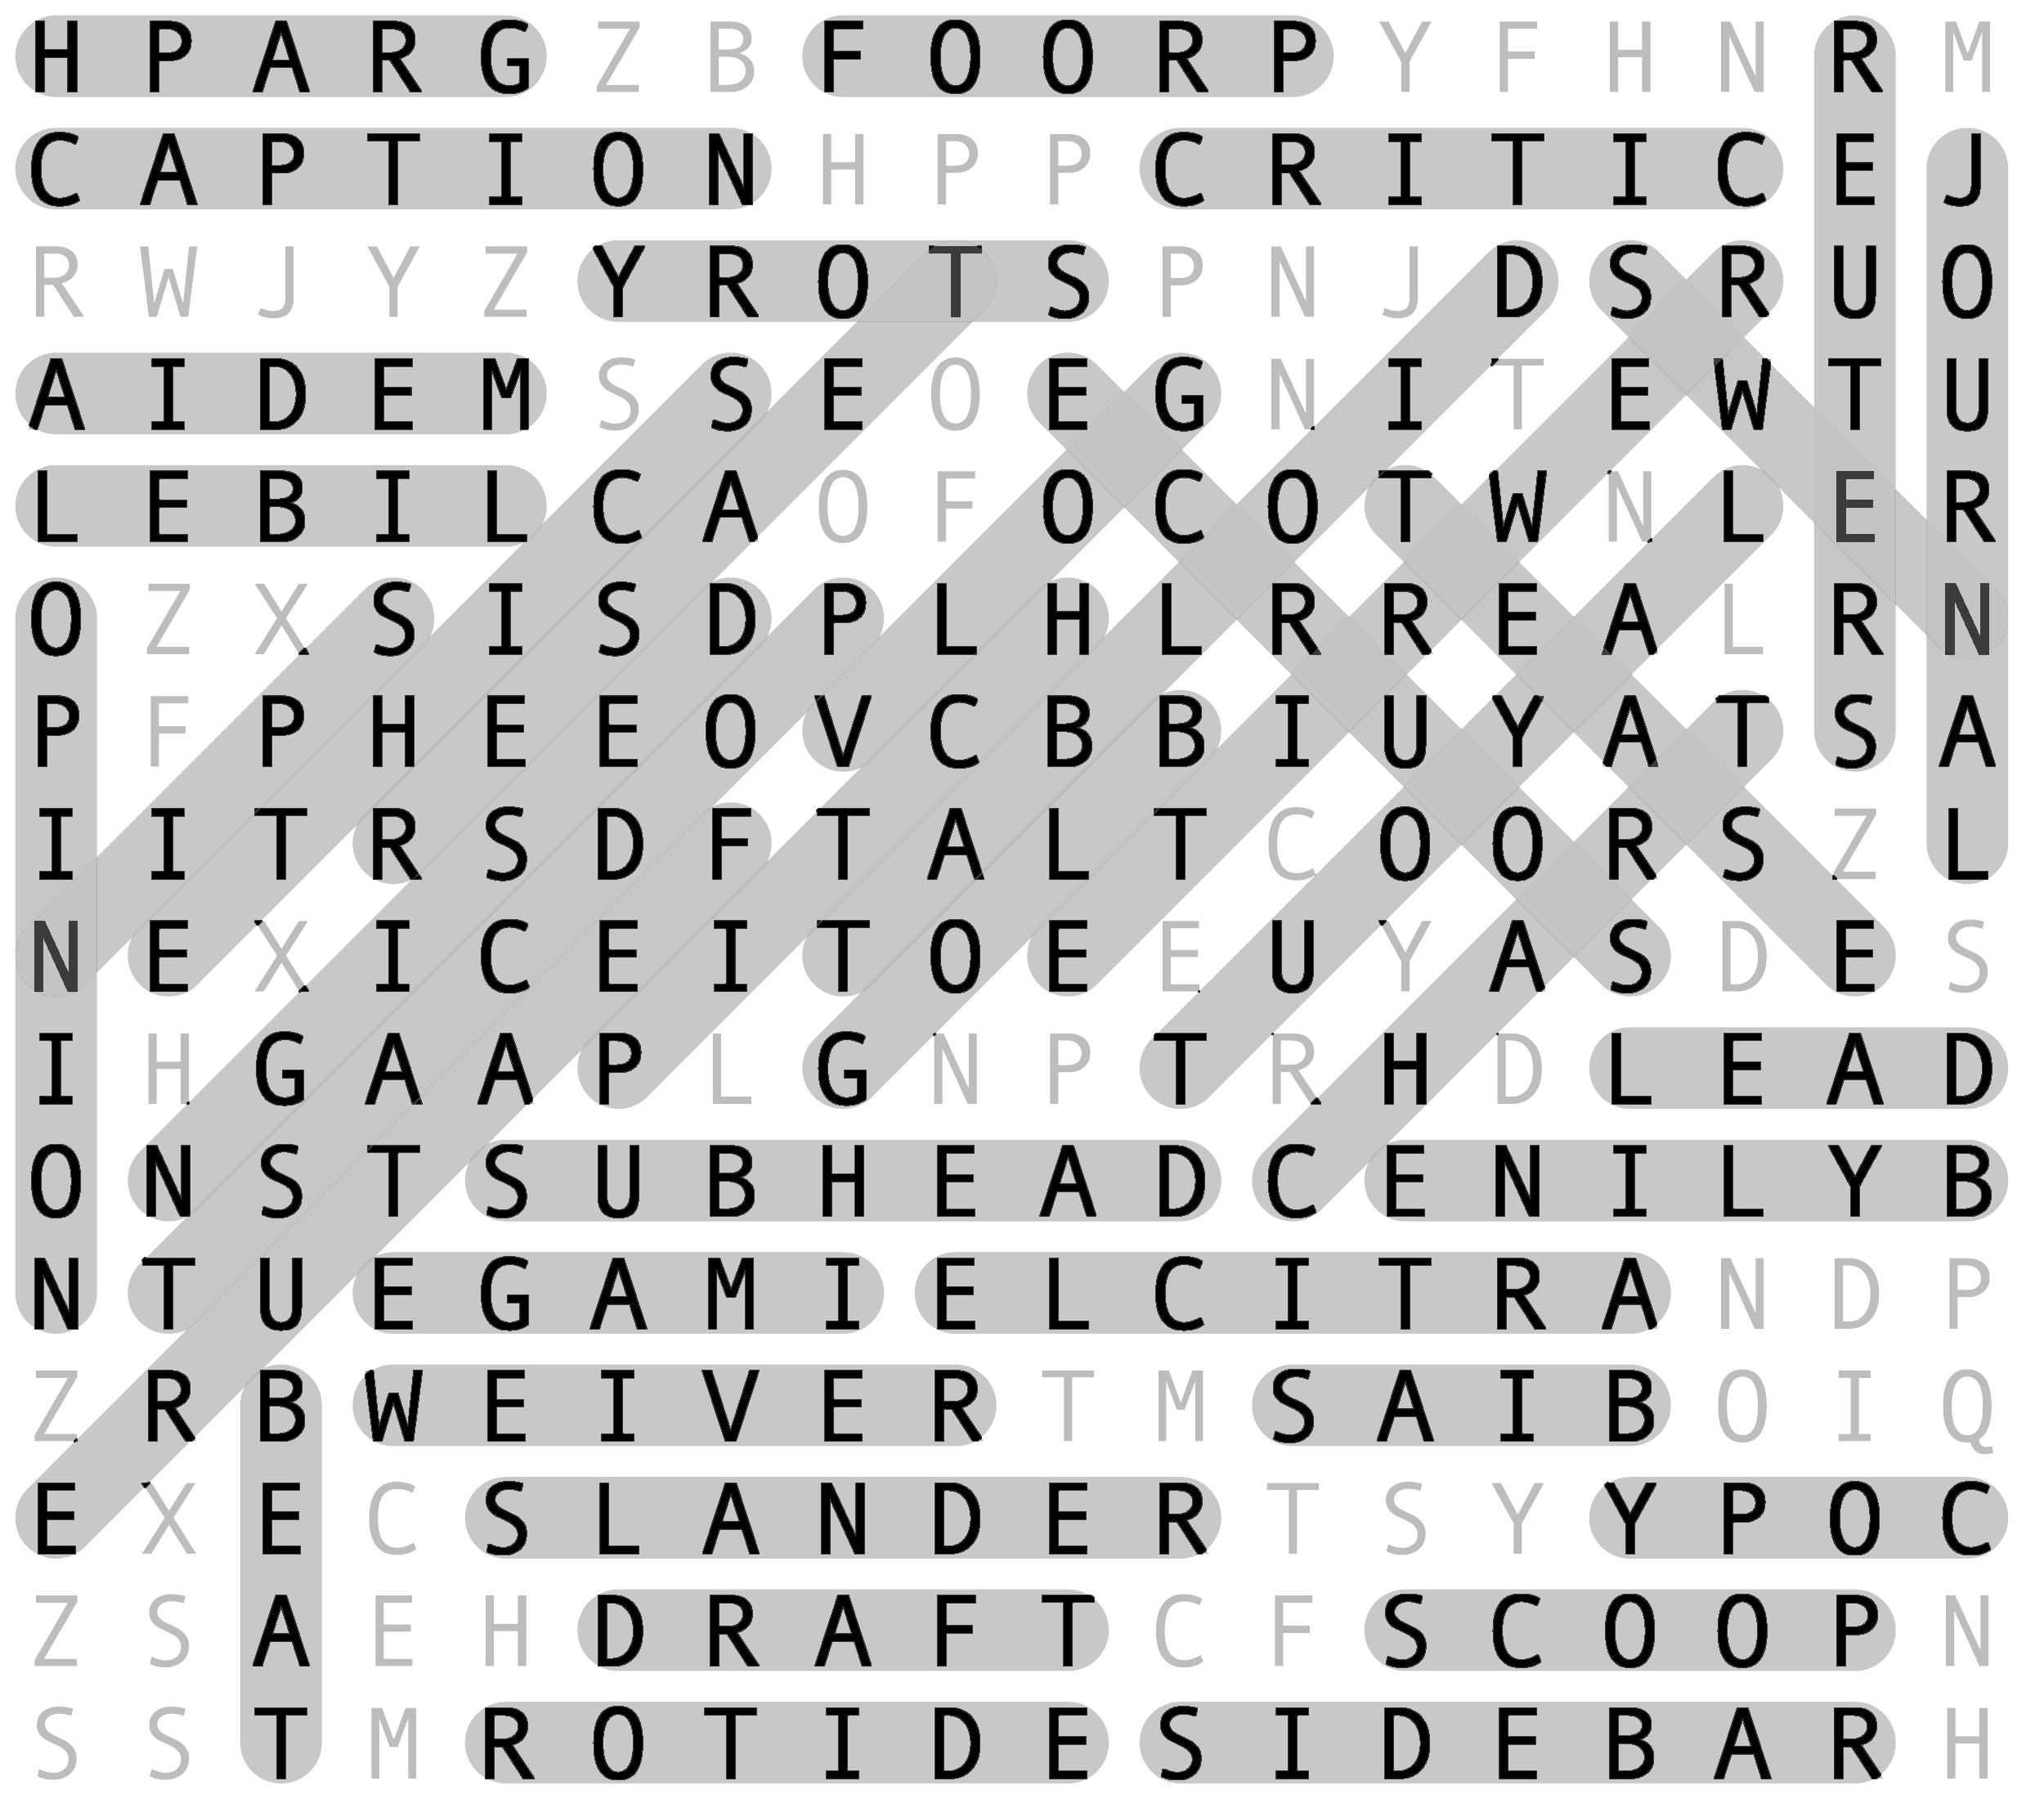 H P A R G Z B F O O R P Y F H N R M
C A P T I O N H P P C R I T I C E J
R W J Y Z Y R O T S P N J D S R U O
A I D E M S S E O E G N I T E W T U
L E B I L C A O F O C O T W N L E R
O Z X S I S D P L H L R R E A L R N
P F P H E E O V C B B I U Y A T S A
I I T R S D F T A L T C O O R S Z L
N E X I C E I T O E E U Y A S D E S
I H G A A P L G N P T R H D L E A D
O N S T S U B H E A D C E N I L Y B
N T U E G A M I E L C I T R A N D P
Z R B W E I V E R T M S A I B O I Q
E X E C S L A N D E R T S Y Y P O C
Z S A E H D R A F T C F S C O O P N
S S T M R O T I D E S I D E B A R H